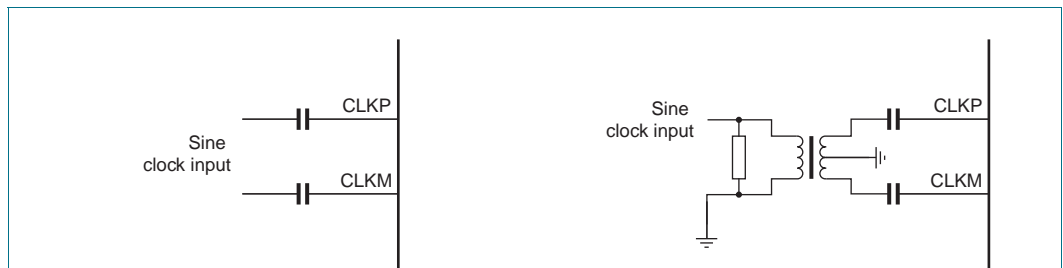 CLKP
Sine
clock input
CLKM
Sine
clock input
CLKP
CLKM